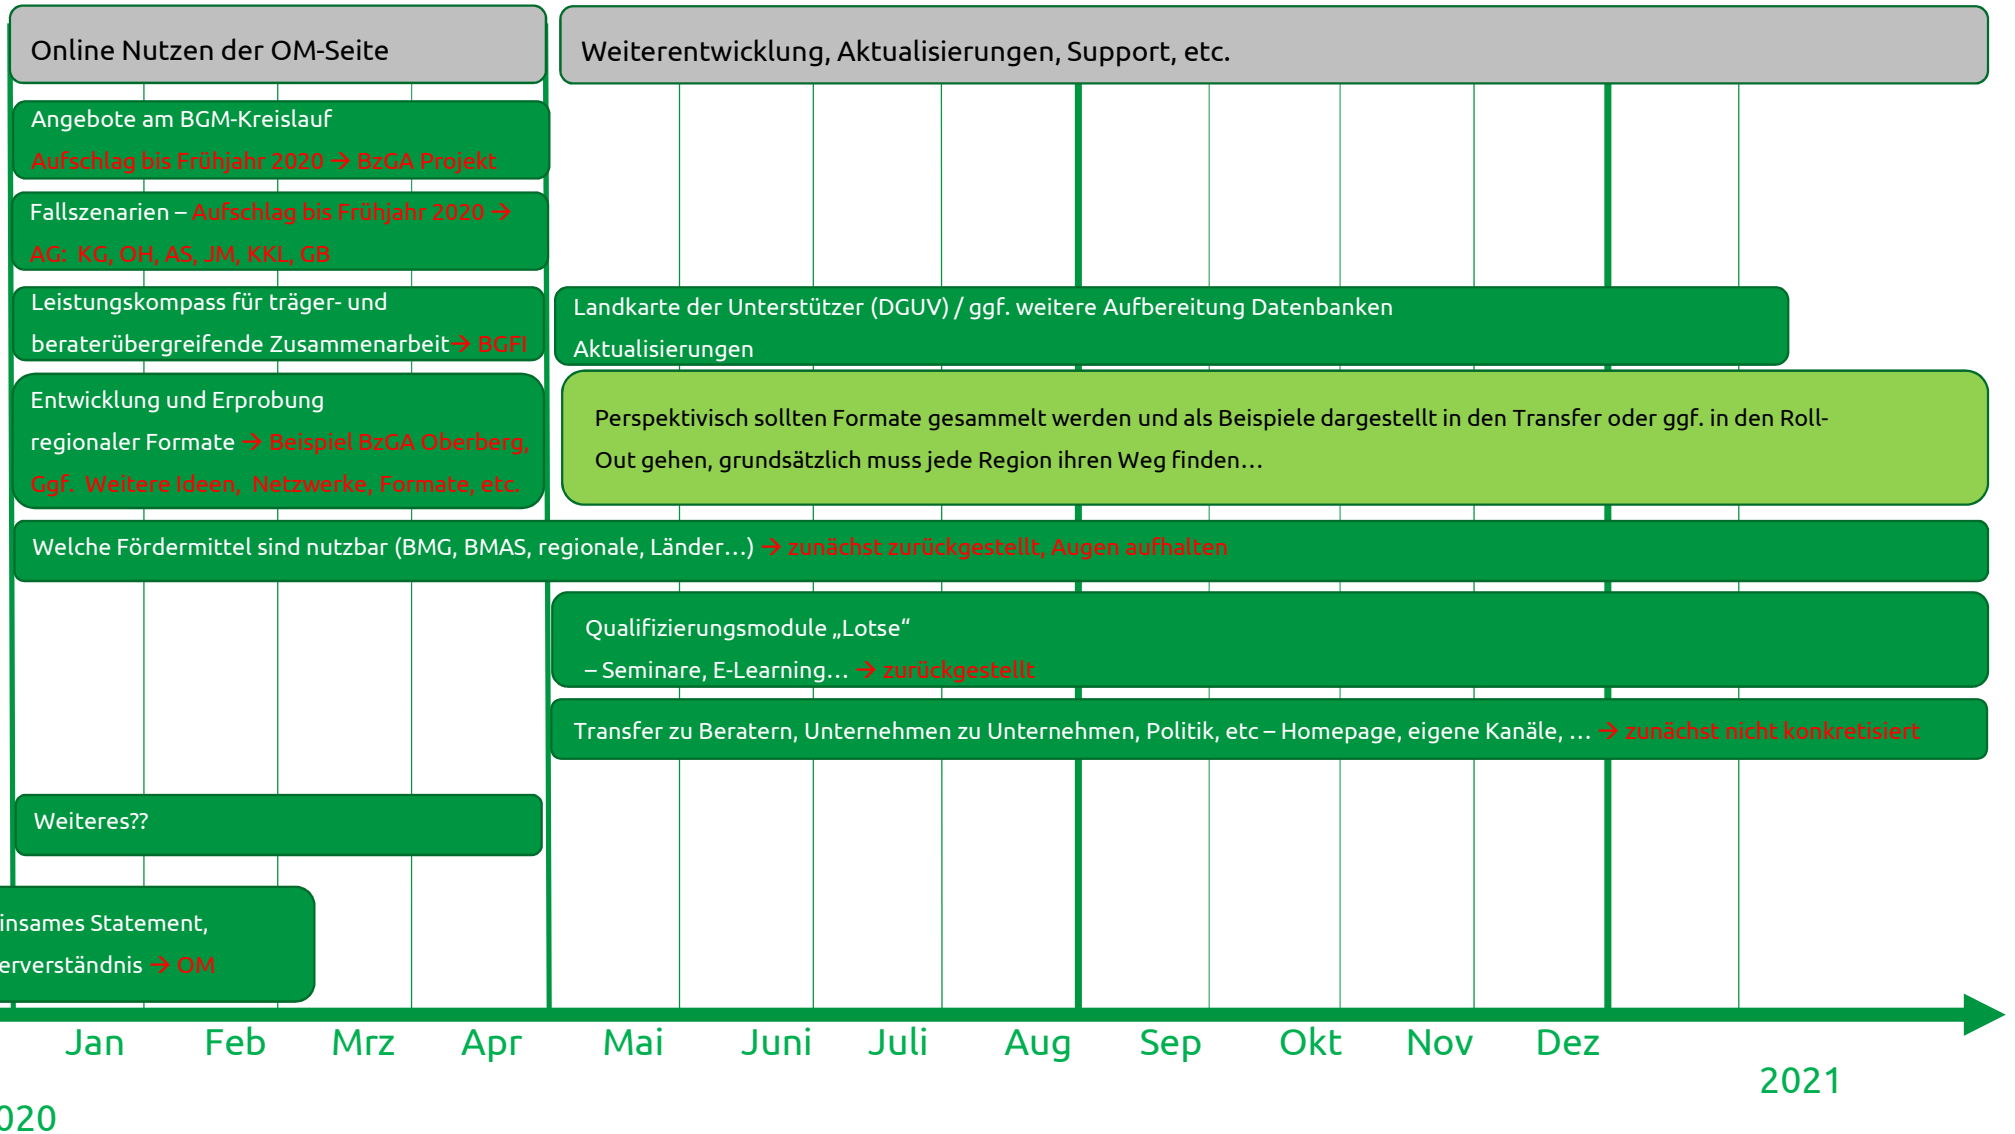 Online Nutzen der OM-Seite
Weiterentwicklung, Aktualisierungen, Support, etc.
Angebote am BGM-Kreislauf
Aufschlag bis Frühjahr 2020 → BzGA Projekt
Fallszenarien – Aufschlag bis Frühjahr 2020 →
AG: KG, OH, AS, JM, KKL, GB
Leistungskompass für träger- und
beraterübergreifende Zusammenarbeit→ BGFI
Landkarte der Unterstützer (DGUV) / ggf. weitere Aufbereitung Datenbanken
Aktualisierungen
Entwicklung und Erprobung
regionaler Formate → Beispiel BzGA Oberberg,
Ggf. Weitere Ideen, Netzwerke, Formate, etc.
Perspektivisch sollten Formate gesammelt werden und als Beispiele dargestellt in den Transfer oder ggf. in den Roll-
Out gehen, grundsätzlich muss jede Region ihren Weg finden…
Welche Fördermittel sind nutzbar (BMG, BMAS, regionale, Länder…) → zunächst zurückgestellt, Augen aufhalten
Qualifizierungsmodule „Lotse“
– Seminare, E-Learning… → zurückgestellt
Transfer zu Beratern, Unternehmen zu Unternehmen, Politik, etc – Homepage, eigene Kanäle, … → zunächst nicht konkretisiert
Weiteres??
insames Statement,
erverständnis → OM
Jan Feb Mrz Apr Mai Juni Juli Aug Sep Okt Nov Dez
2021
020